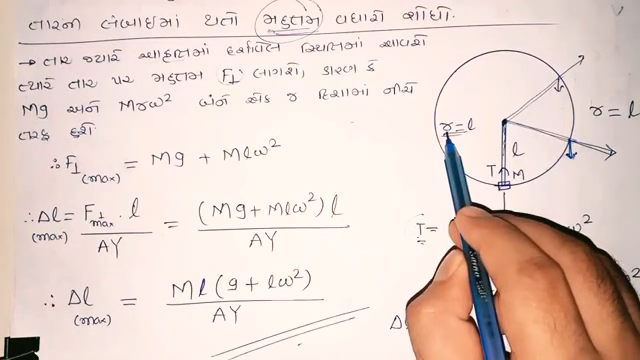 તારની લંબાઈમાં થતો મહત્તમ વધારો શોધો.
→ તાર જ્યારે આકૃતિમાં દર્શાવેલ સ્થિતિમાં આવશે
ત્યારે તાર પર મહત્તમ F⊥ લાગશે, કારણ કે
Mg અને Mrω² બંને એક જ દિશામાં નીચે
તરફ હશે
∴ F⊥(max) = Mg + Mlω²
∴ Δl(max) = F⊥max · l / AY = (Mg + Mlω²) l / AY
∴ Δl(max) = Ml (g + lω²) / AY
r = l
r = l
l
T
M
T =
ω²
Δ